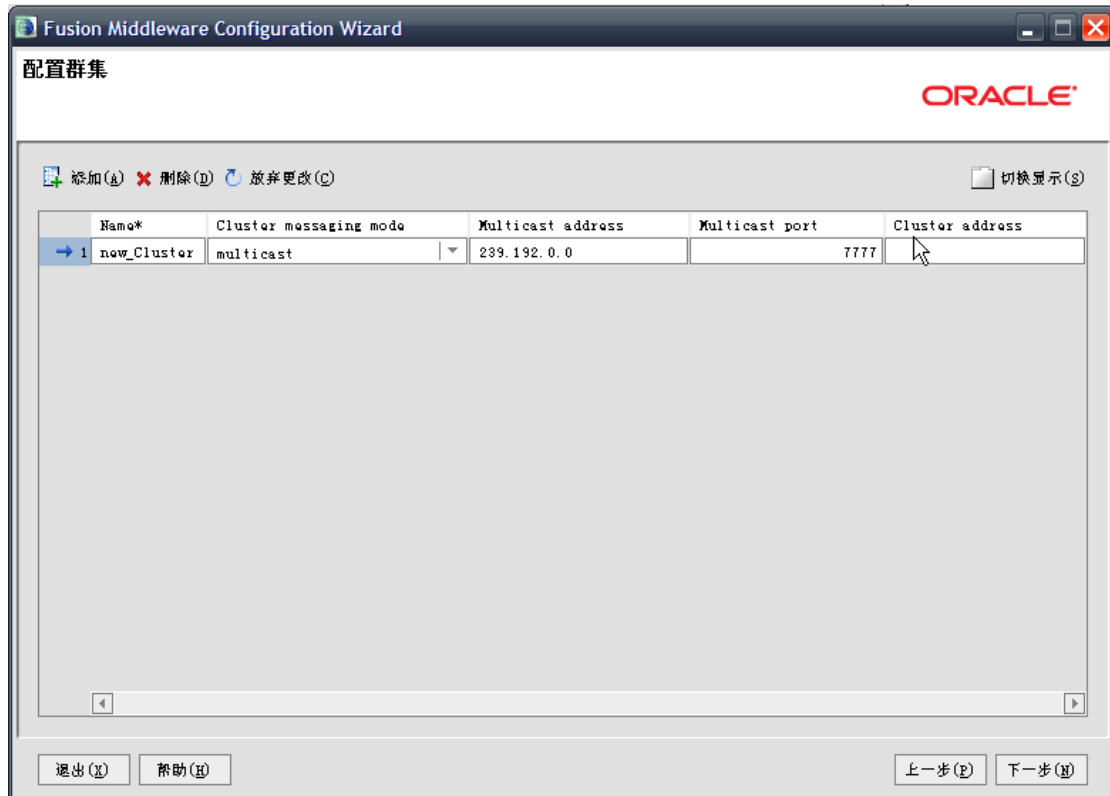 Fusion Middleware Configuration Wizard
配置群集
ORACLE
添加(A) 删除(D) 放弃更改(C) 切换显示(S)
Name* Cluster messaging mode Multicast address Multicast port Cluster address
1 new_Cluster multicast 239.192.0.0 7777
退出(X) 帮助(H) 上一步(P) 下一步(N)